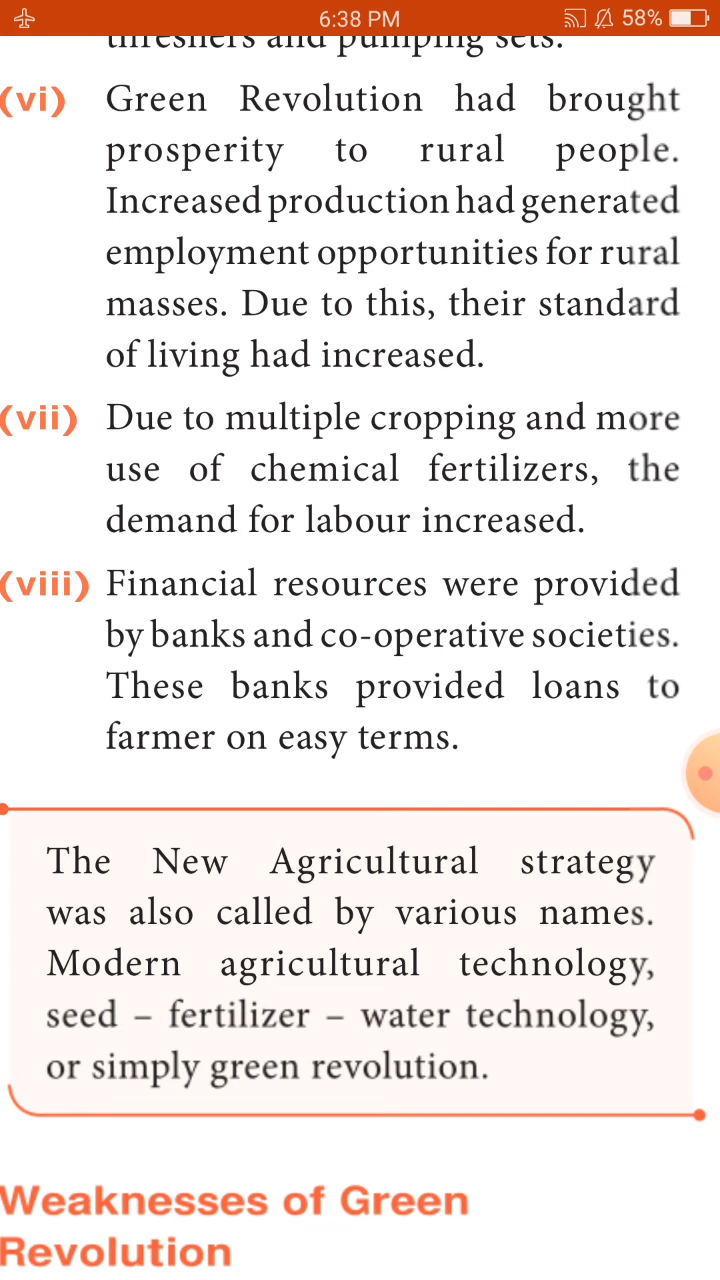 6:38 PM
58%
threshers and pumping sets.
(vi) Green Revolution had brought
prosperity to rural people.
Increased production had generated
employment opportunities for rural
masses. Due to this, their standard
of living had increased.
(vii) Due to multiple cropping and more
use of chemical fertilizers, the
demand for labour increased.
(viii) Financial resources were provided
by banks and co-operative societies.
These banks provided loans to
farmer on easy terms.
The New Agricultural strategy
was also called by various names.
Modern agricultural technology,
seed – fertilizer – water technology,
or simply green revolution.
Weaknesses of Green
Revolution